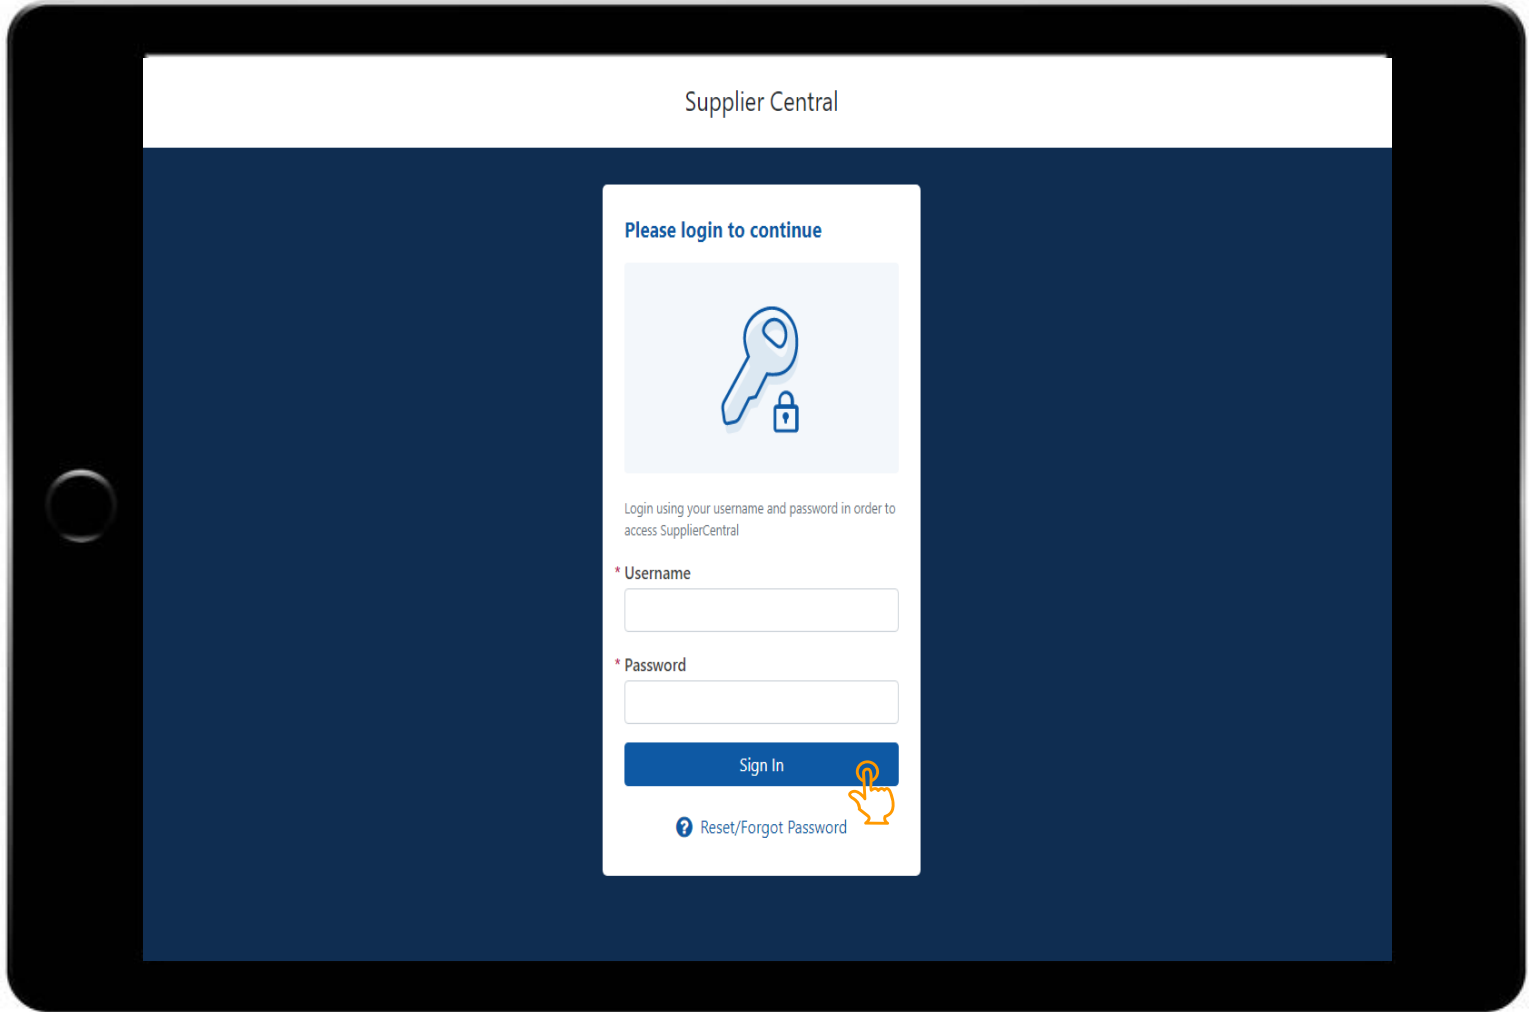 Supplier Central
Please login to continue
Login using your username and password in order to
access SupplierCentral
* Username
* Password
Sign In
? Reset/Forgot Password